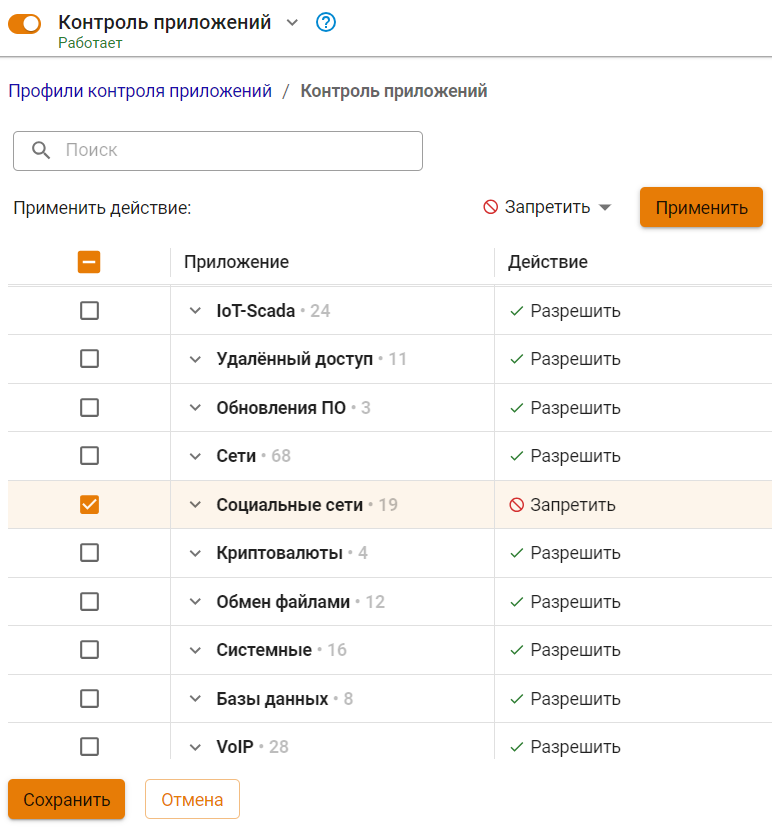 Контроль приложений
Работает
Профили контроля приложений / Контроль приложений
Поиск
Применить действие: Запретить Применить
Приложение Действие
IoT-Scada • 24 Разрешить
Удалённый доступ • 11 Разрешить
Обновления ПО • 3 Разрешить
Сети • 68 Разрешить
Социальные сети • 19 Запретить
Криптовалюты • 4 Разрешить
Обмен файлами • 12 Разрешить
Системные • 16 Разрешить
Базы данных • 8 Разрешить
VoIP • 28 Разрешить
Сохранить Отмена